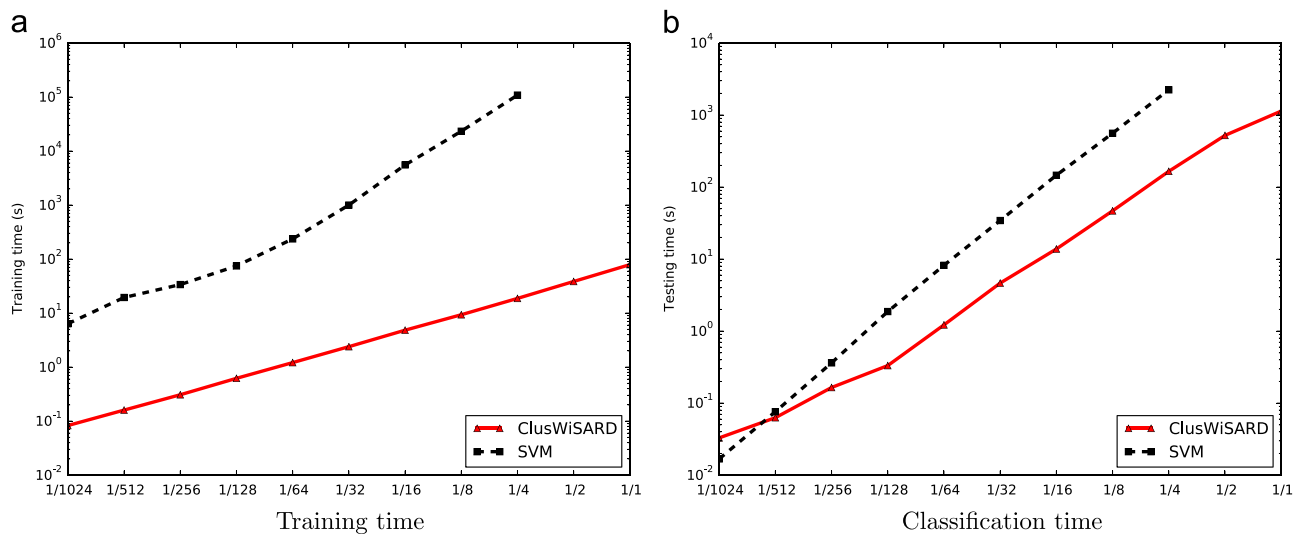 a
10^6
10^5
10^4
10^3
10^2
10^1
10^0
10^-1
10^-2
Training time (s)
ClusWiSARD
SVM
1/1024 1/512 1/256 1/128 1/64 1/32 1/16 1/8 1/4 1/2 1/1
Training time
b
10^4
10^3
10^2
10^1
10^0
10^-1
10^-2
Testing time (s)
ClusWiSARD
SVM
1/1024 1/512 1/256 1/128 1/64 1/32 1/16 1/8 1/4 1/2 1/1
Classification time